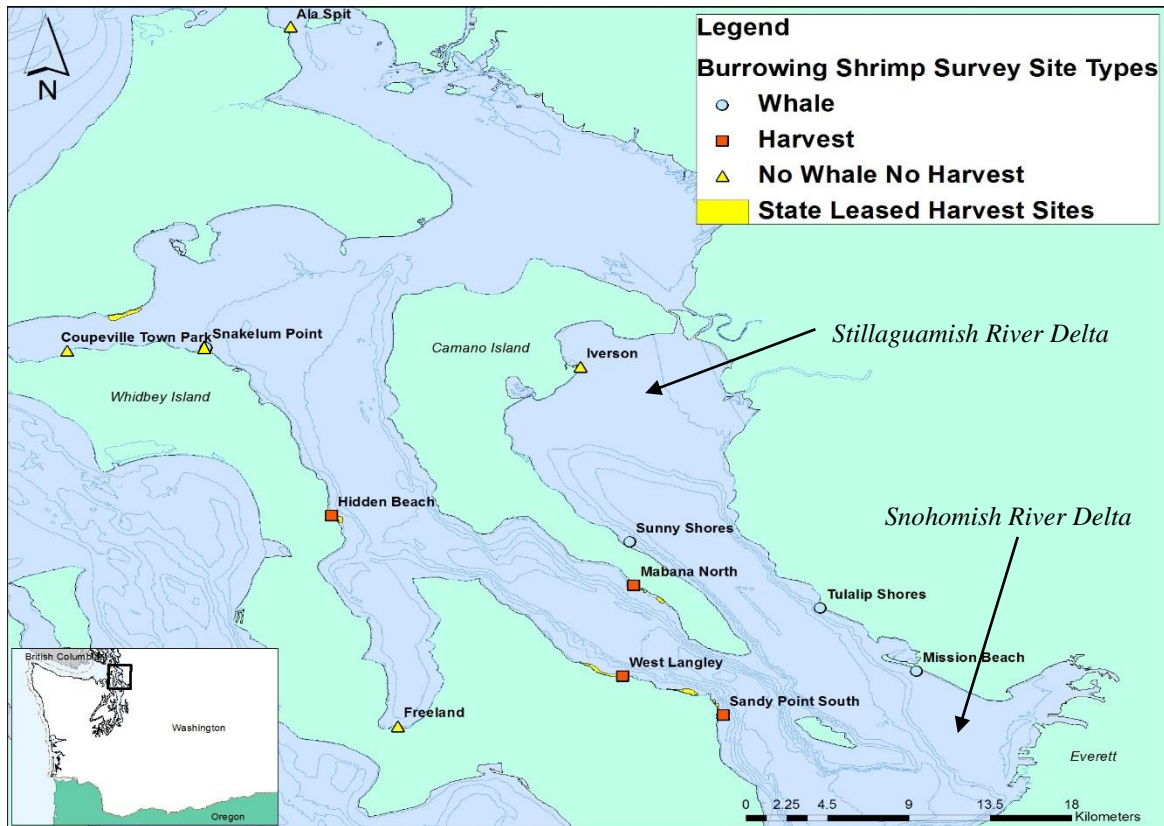 Ala Spit
N
Legend
Burrowing Shrimp Survey Site Types
Whale
Harvest
No Whale No Harvest
State Leased Harvest Sites
Coupeville Town Park
Snakelum Point
Camano Island
Iverson
Stillaguamish River Delta
Whidbey Island
Hidden Beach
Snohomish River Delta
Sunny Shores
Mabana North
Tulalip Shores
West Langley
Mission Beach
Sandy Point South
Freeland
Everett
British Columbia
Washington
Oregon
0 2.25 4.5 9 13.5 18
Kilometers